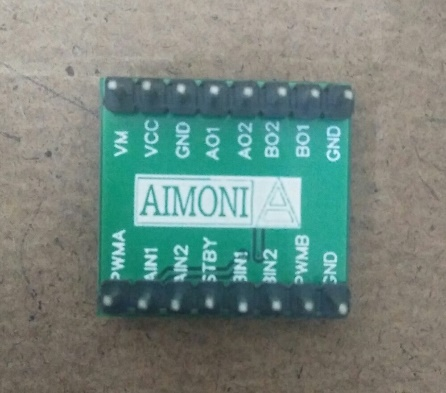 VM VCC GND AO1 AO2 BO2 BO1 GND
AIMONI A
PWMA AIN1 AIN2 STBY BIN1 BIN2 PWMB GND